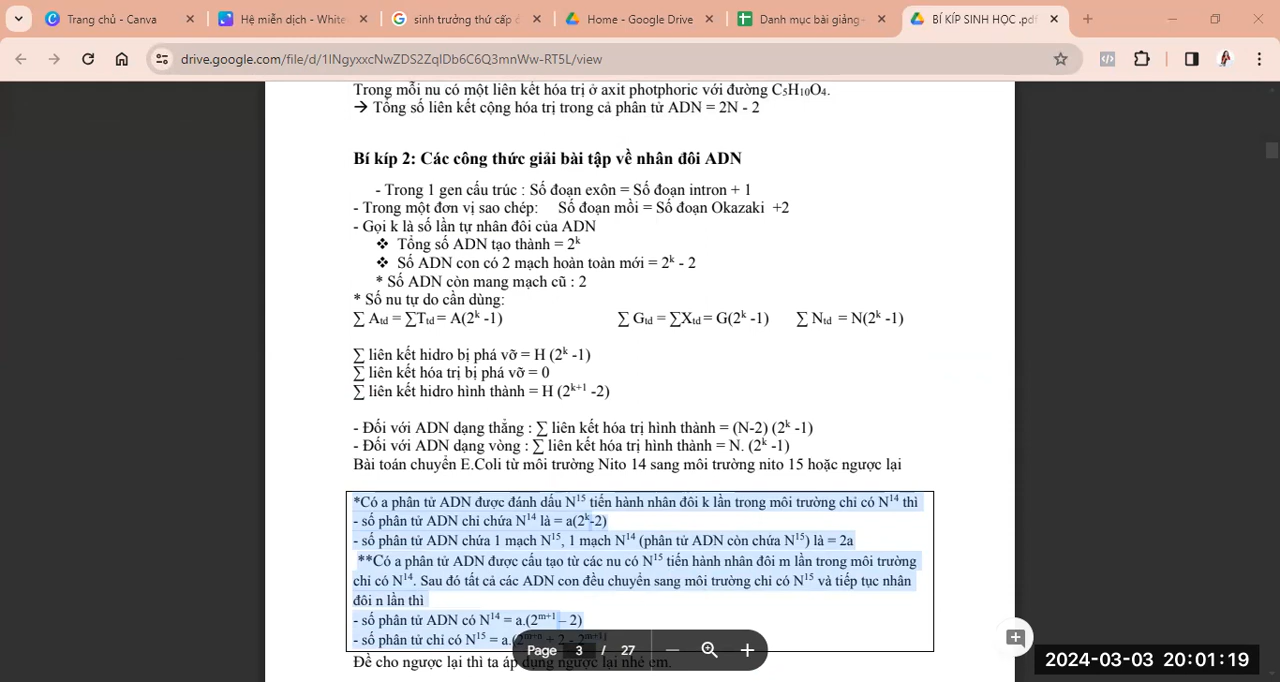 Trang chủ - Canva
Hệ miễn dịch - White
sinh trưởng thứ cấp
Home - Google Drive
Danh mục bài giảng-
BÍ KÍP SINH HỌC .pdf
drive.google.com/file/d/1INgyxxcNwZDS2ZqIDb6C6Q3mnWw-RT5L/view
Trong mỗi nu có một liên kết hóa trị ở axit photphoric với đường C₅H₁₀O₄.
→ Tổng số liên kết cộng hóa trị trong cả phân tử ADN = 2N - 2
Bí kíp 2: Các công thức giải bài tập về nhân đôi ADN
- Trong 1 gen cấu trúc : Số đoạn exôn = Số đoạn intron + 1
- Trong một đơn vị sao chép: Số đoạn mồi = Số đoạn Okazaki +2
- Gọi k là số lần tự nhân đôi của ADN
❖ Tổng số ADN tạo thành = 2ᵏ
❖ Số ADN con có 2 mạch hoàn toàn mới = 2ᵏ - 2
* Số ADN còn mang mạch cũ : 2
* Số nu tự do cần dùng:
∑ Atd = ∑Ttd = A(2ᵏ -1) ∑ Gtd = ∑Xtd = G(2ᵏ -1) ∑ Ntd = N(2ᵏ -1)
∑ liên kết hidro bị phá vỡ = H (2ᵏ -1)
∑ liên kết hóa trị bị phá vỡ = 0
∑ liên kết hidro hình thành = H (2ᵏ⁺¹ -2)
- Đối với ADN dạng thẳng : ∑ liên kết hóa trị hình thành = (N-2) (2ᵏ -1)
- Đối với ADN dạng vòng : ∑ liên kết hóa trị hình thành = N. (2ᵏ -1)
Bài toán chuyển E.Coli từ môi trường Nito 14 sang môi trường nito 15 hoặc ngược lại
*Có a phân tử ADN được đánh dấu N¹⁵ tiến hành nhân đôi k lần trong môi trường chỉ có N¹⁴ thì
- số phân tử ADN chỉ chứa N¹⁴ là = a(2ᵏ-2)
- số phân tử ADN chứa 1 mạch N¹⁵, 1 mạch N¹⁴ (phân tử ADN còn chứa N¹⁵) là = 2a
**Có a phân tử ADN được cấu tạo từ các nu có N¹⁵ tiến hành nhân đôi m lần trong môi trường
chỉ có N¹⁴. Sau đó tất cả các ADN con đều chuyển sang môi trường chỉ có N¹⁵ và tiếp tục nhân
đôi n lần thì
- số phân tử ADN có N¹⁴ = a.(2ᵐ⁺¹ – 2)
- số phân tử chỉ có N¹⁵ = a.(2ᵐ⁺ⁿ + 2 - 2ᵐ⁺¹)
Page 3 / 27
Đề cho ngược lại thì ta áp dụng ngược lại nhé em.
2024-03-03 20:01:19